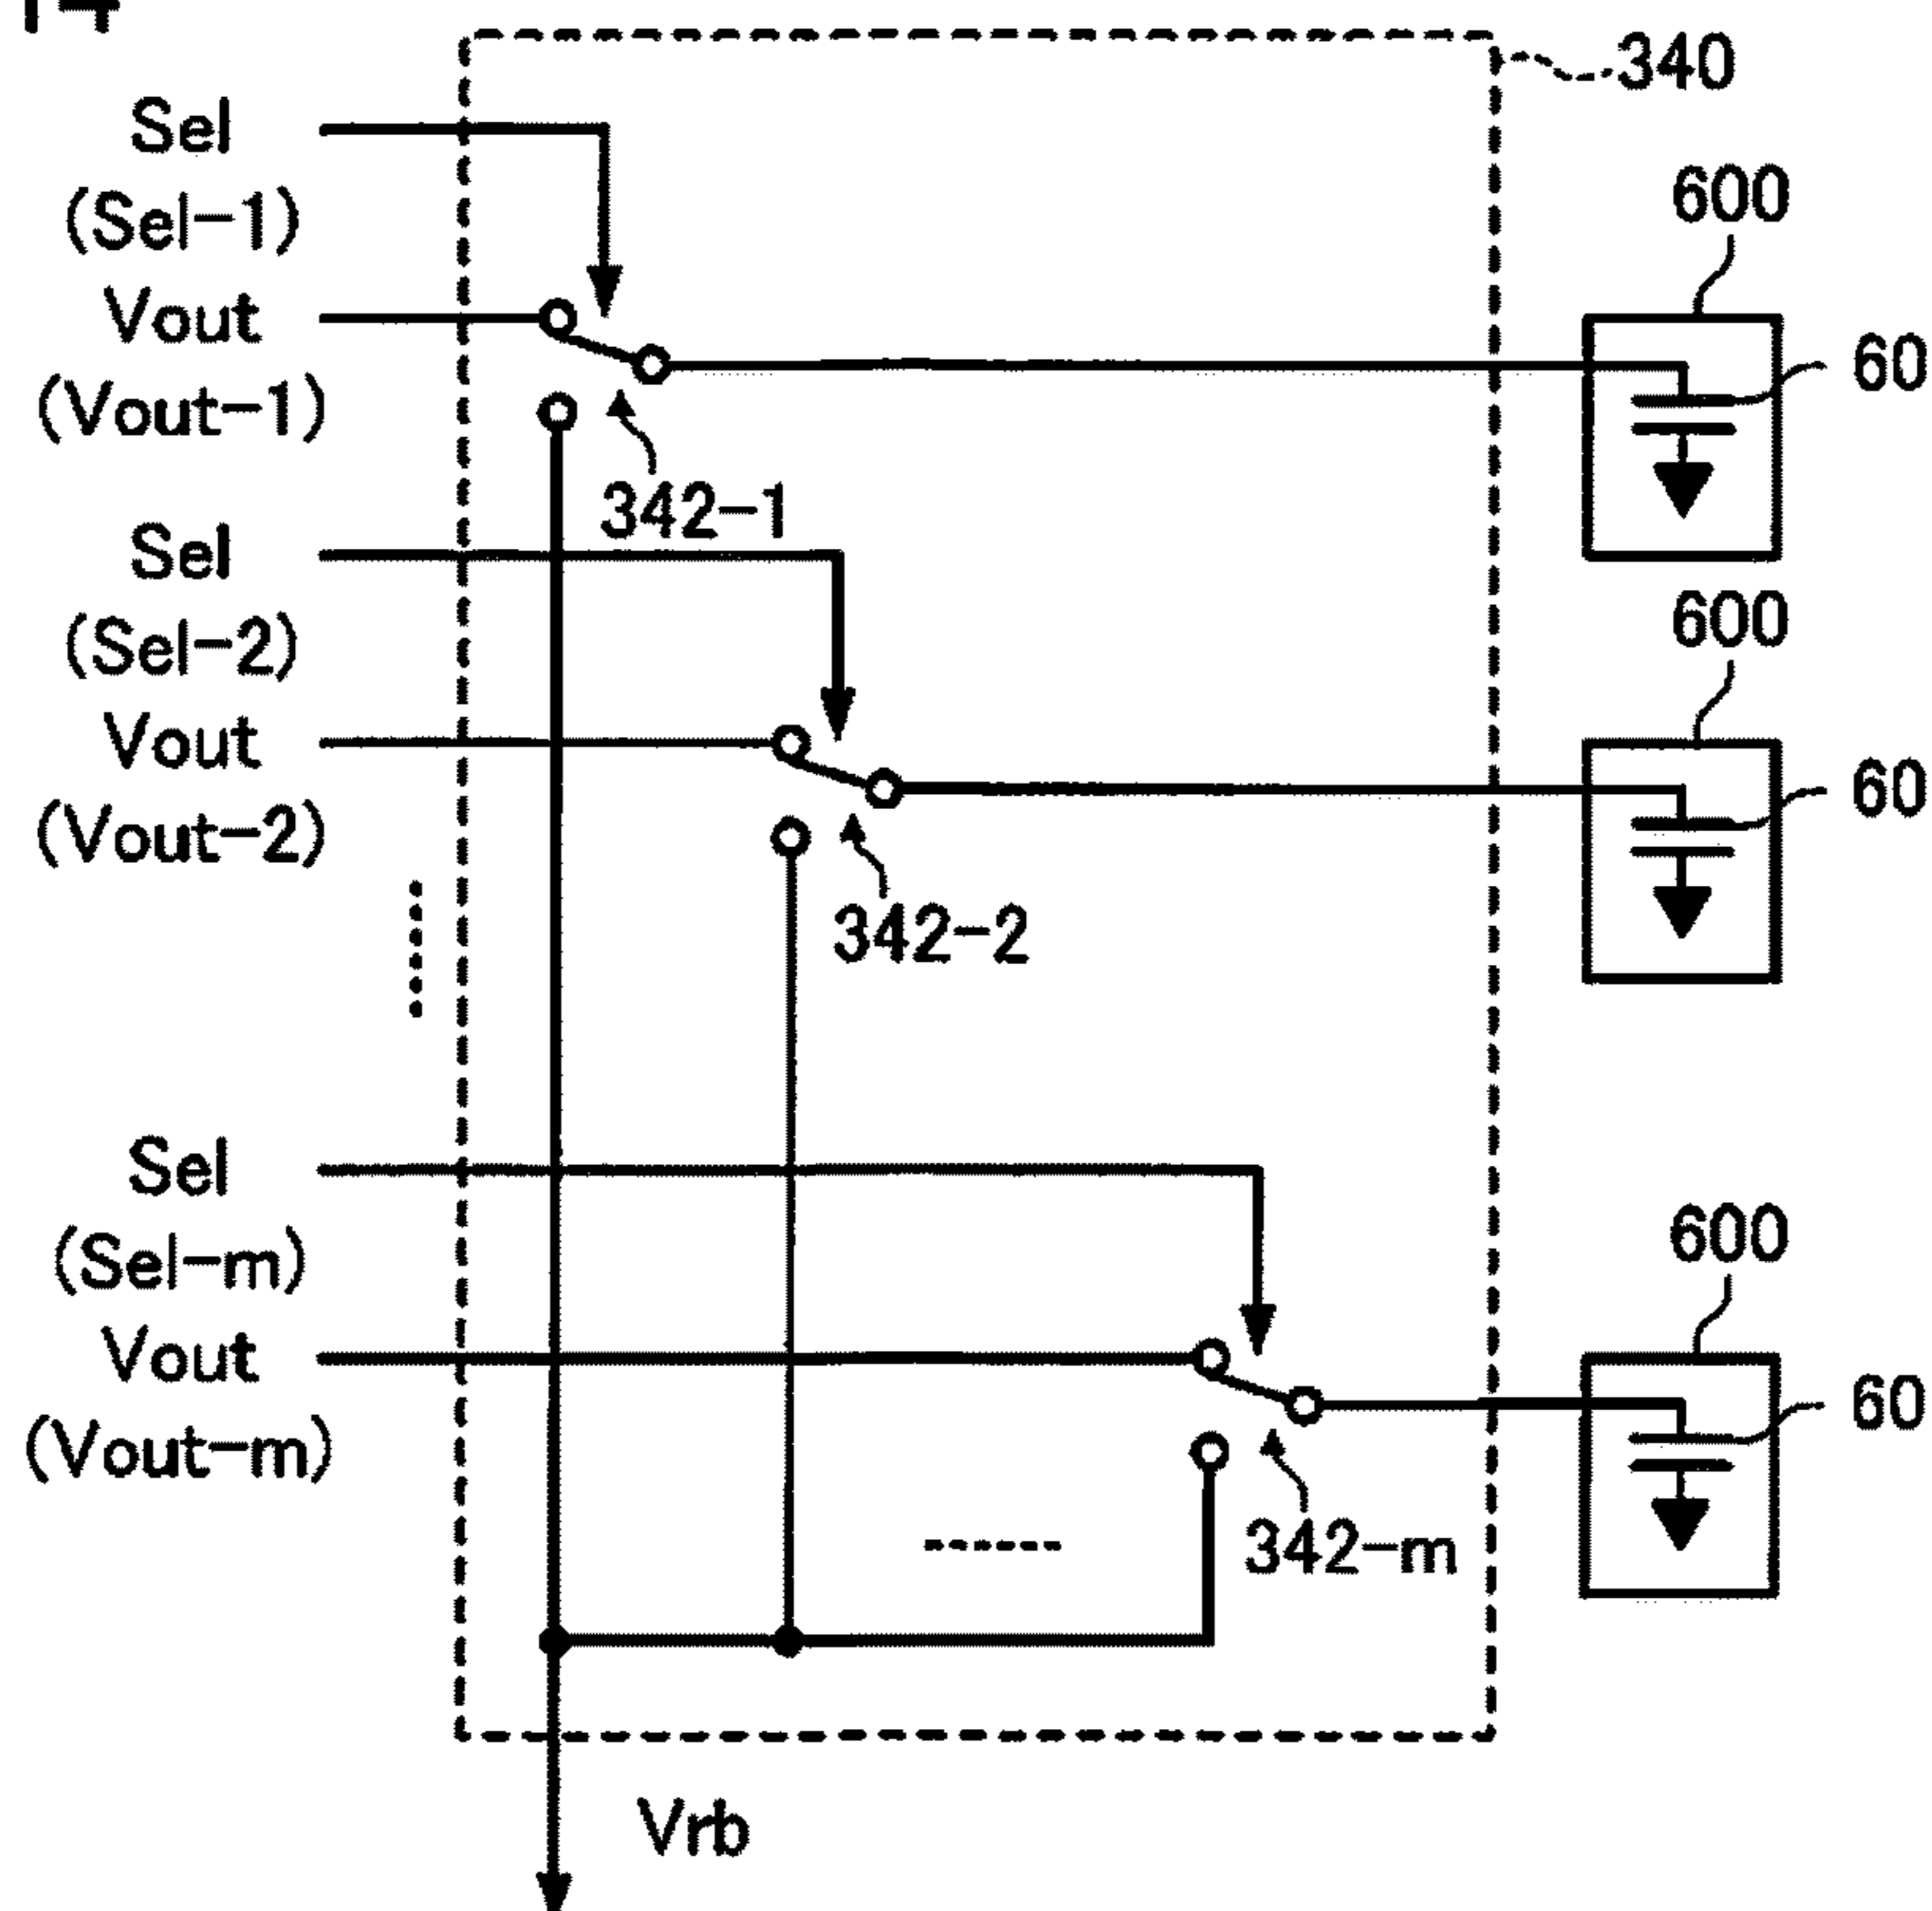 340
Sel
(Sel-1)
600
Vout
(Vout-1)
60
342-1
Sel
(Sel-2)
600
Vout
(Vout-2)
60
342-2
Sel
(Sel-m)
600
Vout
(Vout-m)
60
342-m
Vrb